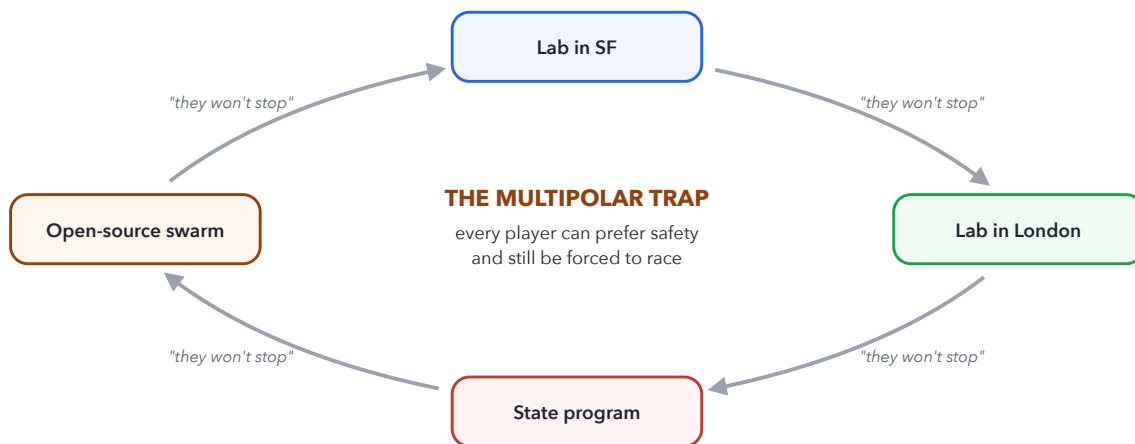 Lab in SF
"they won't stop"
"they won't stop"
THE MULTIPOLAR TRAP
every player can prefer safety
and still be forced to race
Open-source swarm
Lab in London
"they won't stop"
"they won't stop"
State program